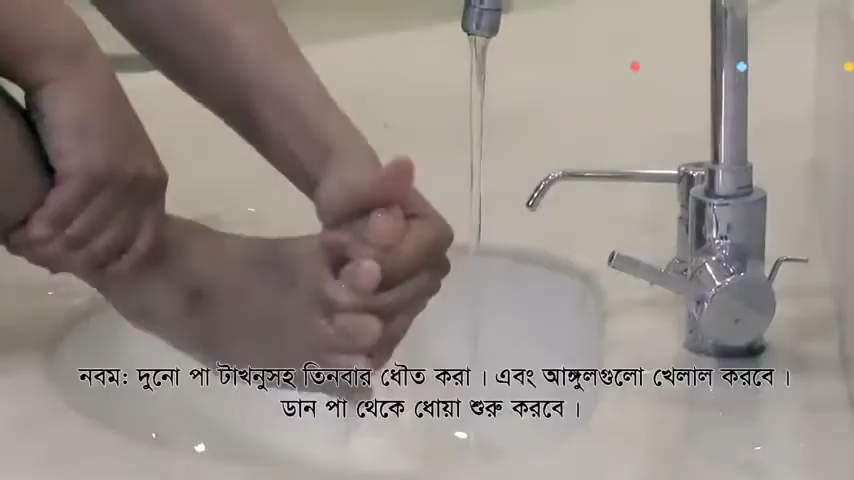 নবম: দুনো পা টাখনুসহ তিনবার ধৌত করা । এবং আঙ্গুলগুলো খেলাল করবে ।
ডান পা থেকে ধোয়া শুরু করবে ।